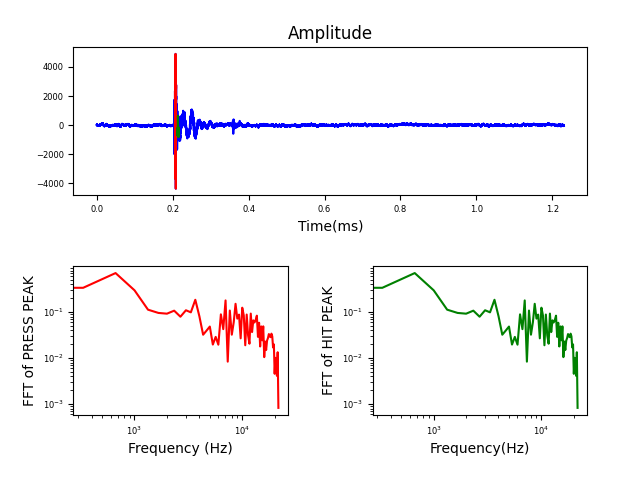 Amplitude
4000
2000
0
−2000
−4000
0.0 0.2 0.4 0.6 0.8 1.0 1.2
Time(ms)
FFT of PRESS PEAK
10⁻¹
10⁻²
10⁻³
10³ 10⁴
Frequency (Hz)
FFT of HIT PEAK
10⁻¹
10⁻²
10⁻³
10³ 10⁴
Frequency(Hz)